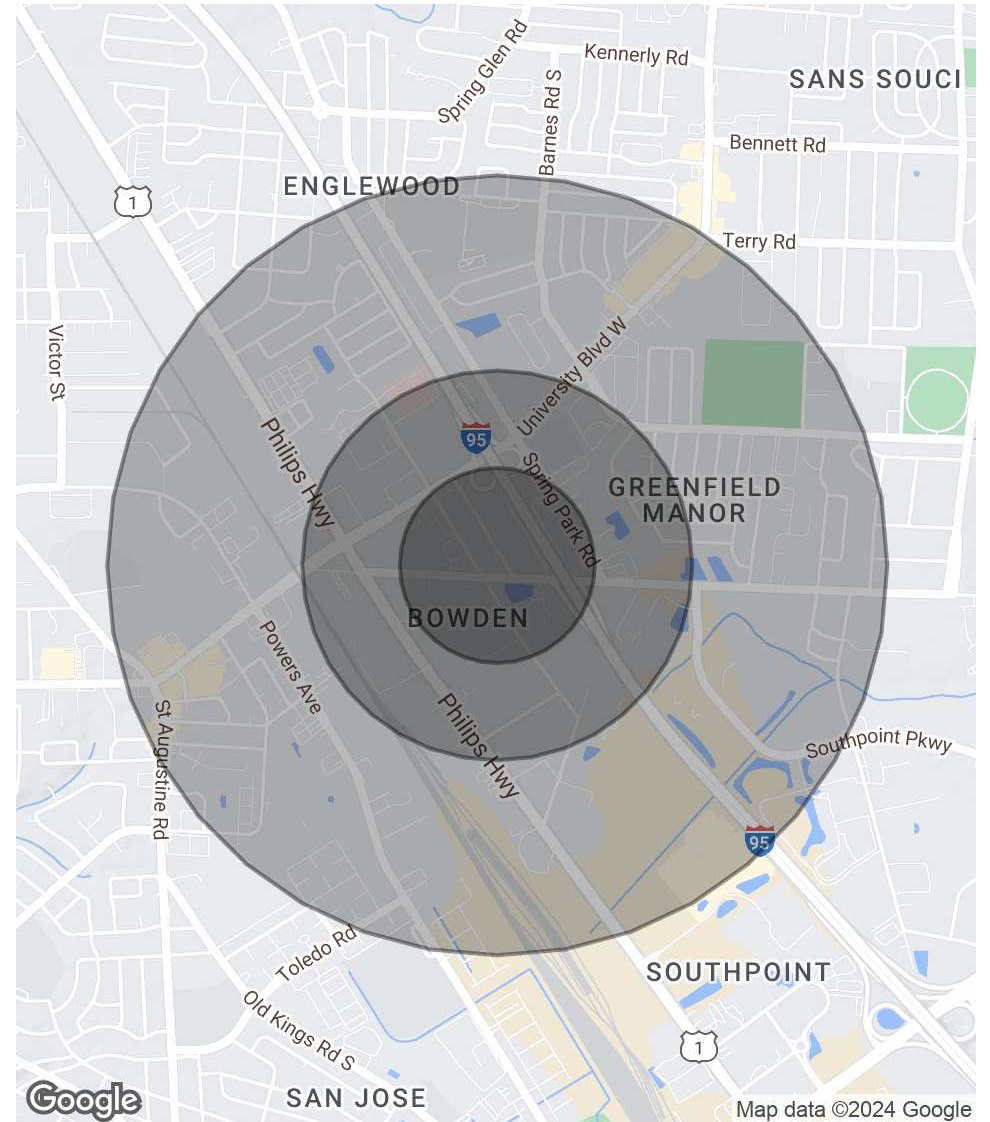 Spring Glen Rd
Kennerly Rd
SANS SOUCI
Barnes Rd S
Bennett Rd
ENGLEWOOD
1
Terry Rd
Victor St
University Blvd W
Philips Hwy
95
Spring Park Rd
GREENFIELD
MANOR
BOWDEN
Powers Ave
St Augustine Rd
Philips Hwy
Southpoint Pkwy
95
Toledo Rd
SOUTHPOINT
Old Kings Rd S
1
SAN JOSE
Google
Map data ©2024 Google